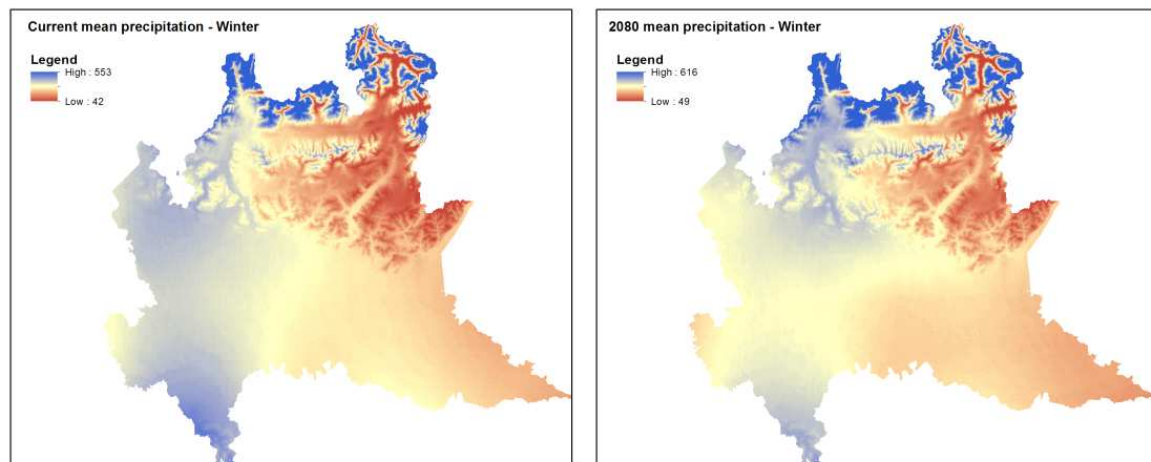 Current mean precipitation - Winter
Legend
High : 553
Low : 42
2080 mean precipitation - Winter
Legend
High : 616
Low : 49